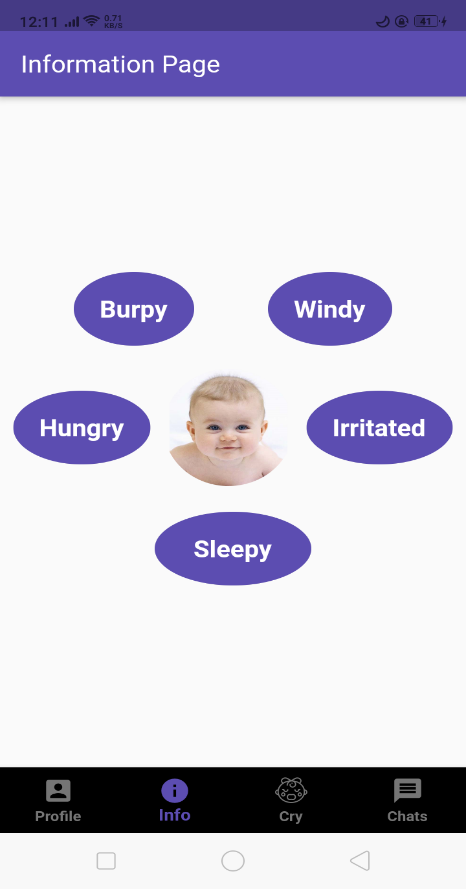 12:11 0.71 KB/S 41
Information Page
Burpy Windy
Hungry Irritated
Sleepy
Profile Info Cry Chats